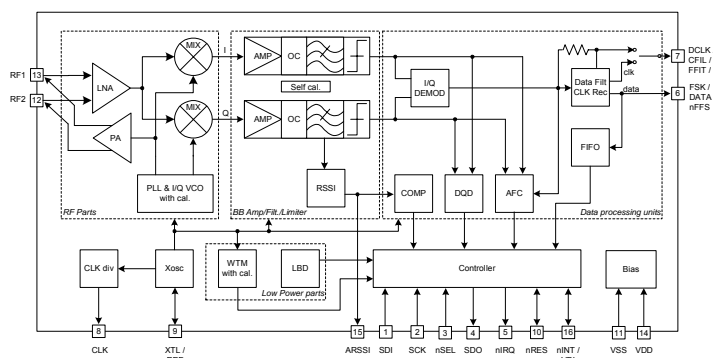 MIX
I
AMP
OC
DCLK
CFIL /
FFIT /
7
Self cal.
I/Q
DEMOD
Data Filt
CLK Rec
clk
data
RF1
13
LNA
RF2
12
MIX
Q
AMP
OC
6
FSK /
DATA
nFFS
PA
FIFO
PLL & I/Q VCO
with cal.
RSSI
COMP
DQD
AFC
RF Parts
BB Amp/Filt./Limiter
Data processing units
CLK div
Xosc
WTM
with cal.
LBD
Controller
Bias
Low Power parts
8
9
15
1
2
3
4
5
10
16
11
14
CLK
XTL /
ARSSI
SDI
SCK
nSEL
SDO
nIRQ
nRES
nINT /
VSS
VDD